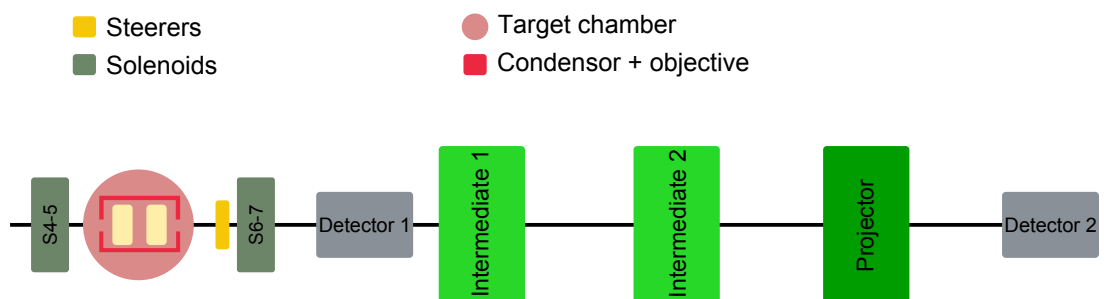 Steerers
Target chamber
Solenoids
Condensor + objective
S4-5
S6-7
Detector 1
Intermediate 1
Intermediate 2
Projector
Detector 2